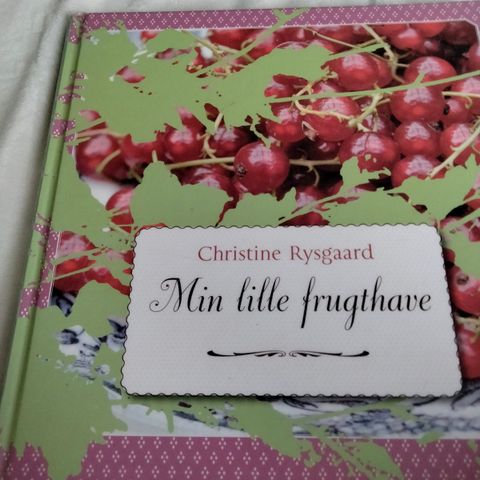 Christine Rysgaard
Min lille frugthave